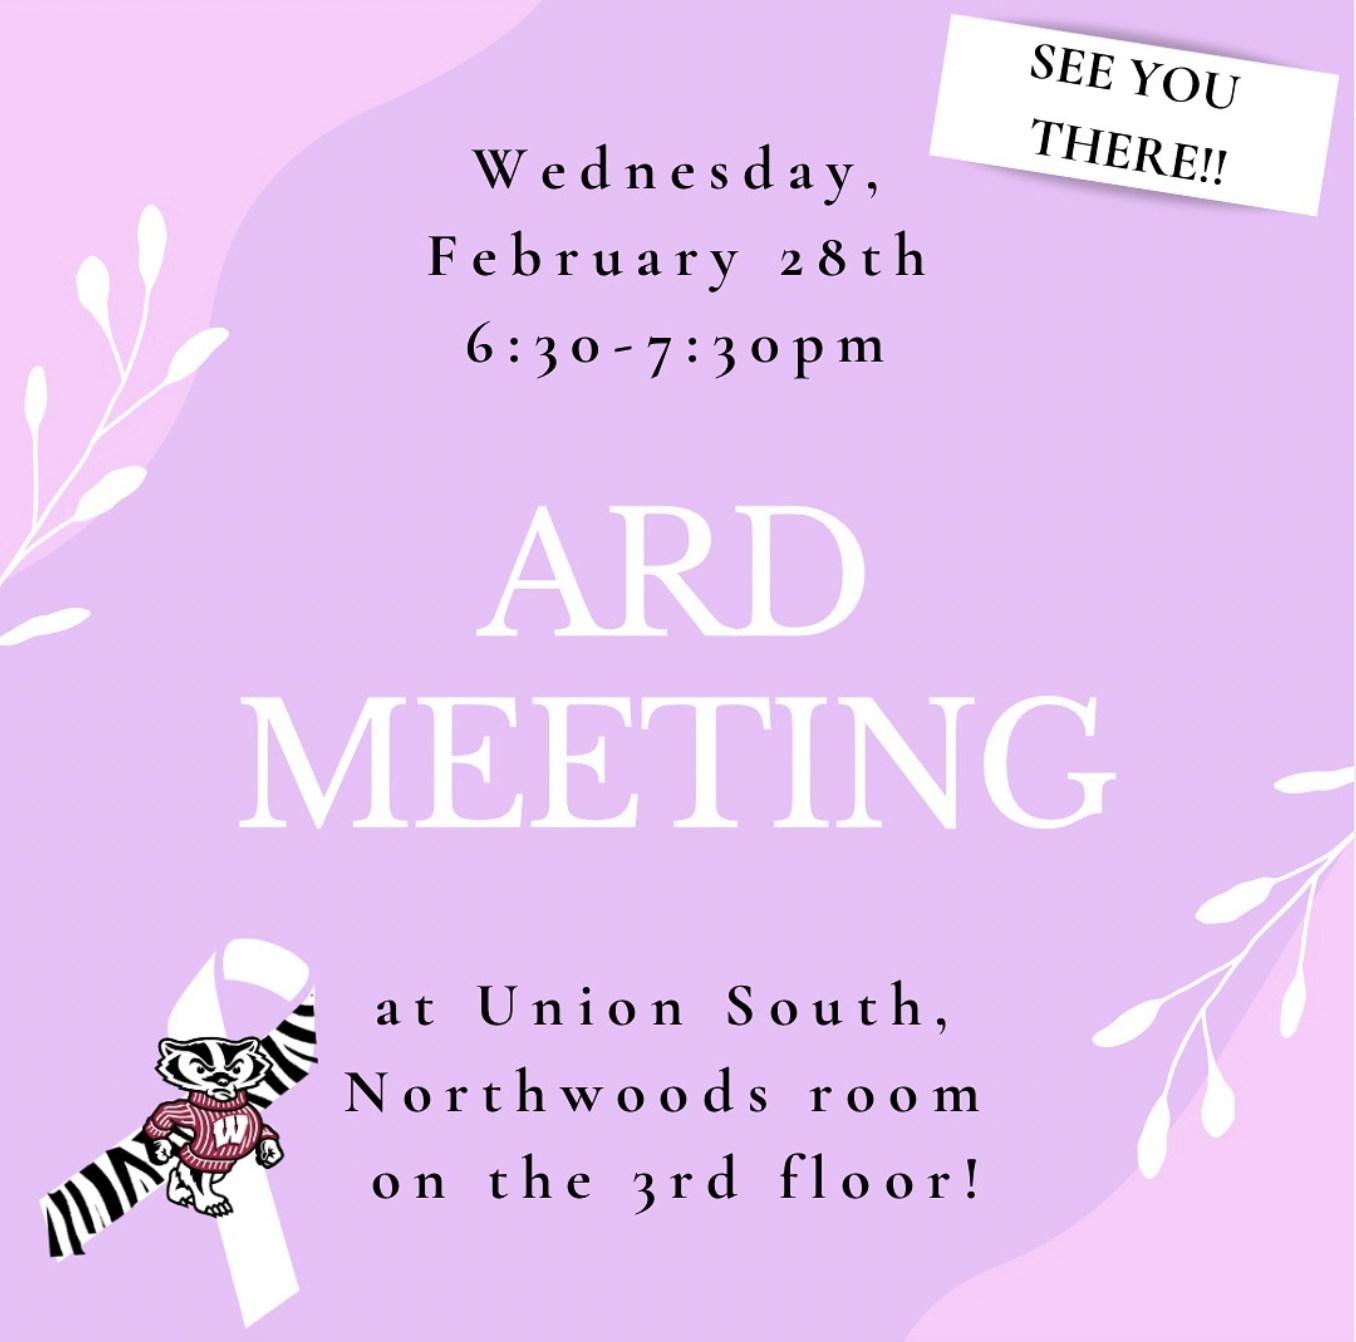 SEE YOU
THERE!!
Wednesday,
February 28th
6:30-7:30pm
ARD
MEETING
at Union South,
Northwoods room
on the 3rd floor!
W